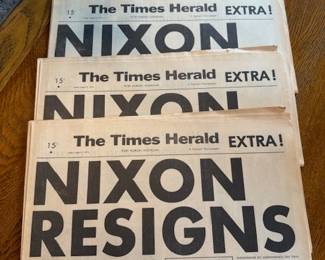 15¢ The Times Herald EXTRA!
NIXON
15¢ The Times Herald EXTRA!
NIXON
15¢ The Times Herald EXTRA!
NIXON
RESIGNS